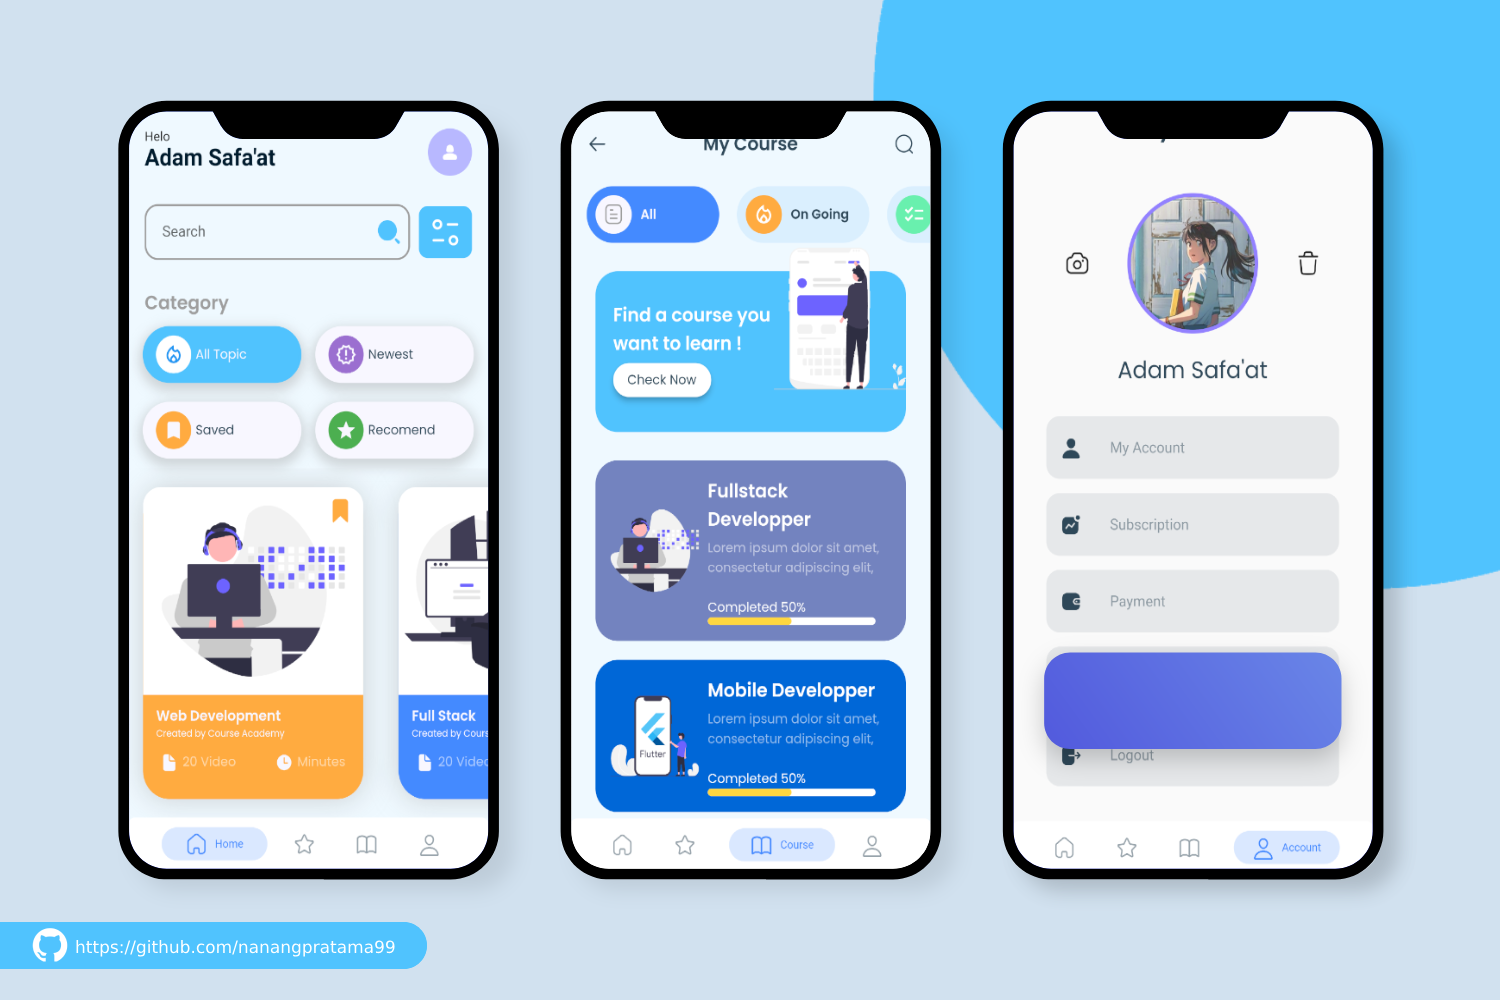 Helo
Adam Safa'at
Search
Category
All Topic
Newest
Saved
Recomend
Web Development
Created by Course Academy
20 Video
Minutes
Full Stack
Created by Cours
20 Video
Home
My Course
All
On Going
Find a course you
want to learn !
Check Now
Fullstack
Developper
Lorem ipsum dolor sit amet,
consectetur adipiscing elit,
Completed 50%
Mobile Developper
Lorem ipsum dolor sit amet,
consectetur adipiscing elit,
Completed 50%
Flutter
Course
Adam Safa'at
My Account
Subscription
Payment
Logout
Account
https://github.com/nanangpratama99